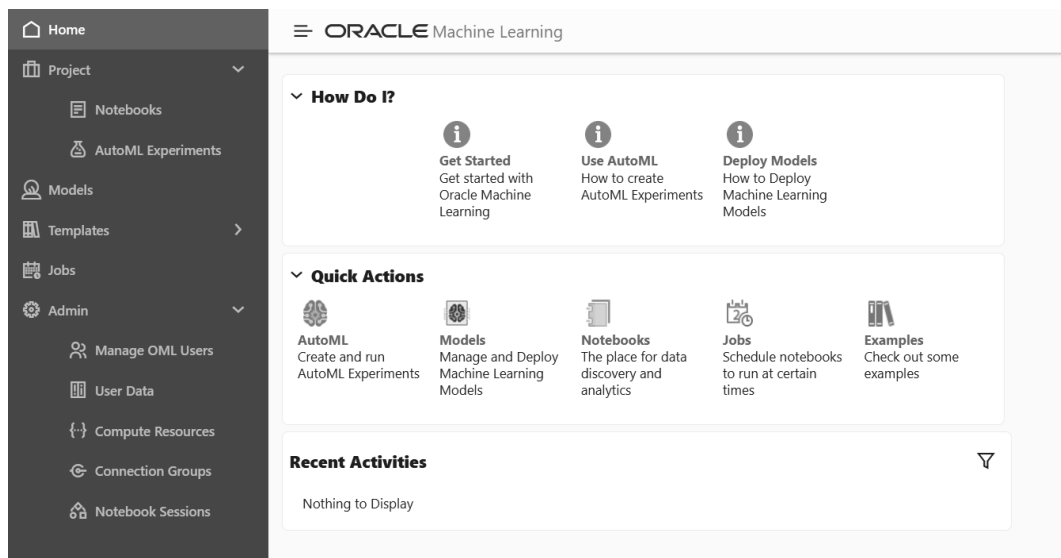 Home
Project
Notebooks
AutoML Experiments
Models
Templates
Jobs
Admin
Manage OML Users
User Data
Compute Resources
Connection Groups
Notebook Sessions
ORACLE Machine Learning
How Do I?
Get Started
Get started with
Oracle Machine
Learning
Use AutoML
How to create
AutoML Experiments
Deploy Models
How to Deploy
Machine Learning
Models
Quick Actions
AutoML
Create and run
AutoML Experiments
Models
Manage and Deploy
Machine Learning
Models
Notebooks
The place for data
discovery and
analytics
2
Jobs
Schedule notebooks
to run at certain
times
Examples
Check out some
examples
Recent Activities
Nothing to Display